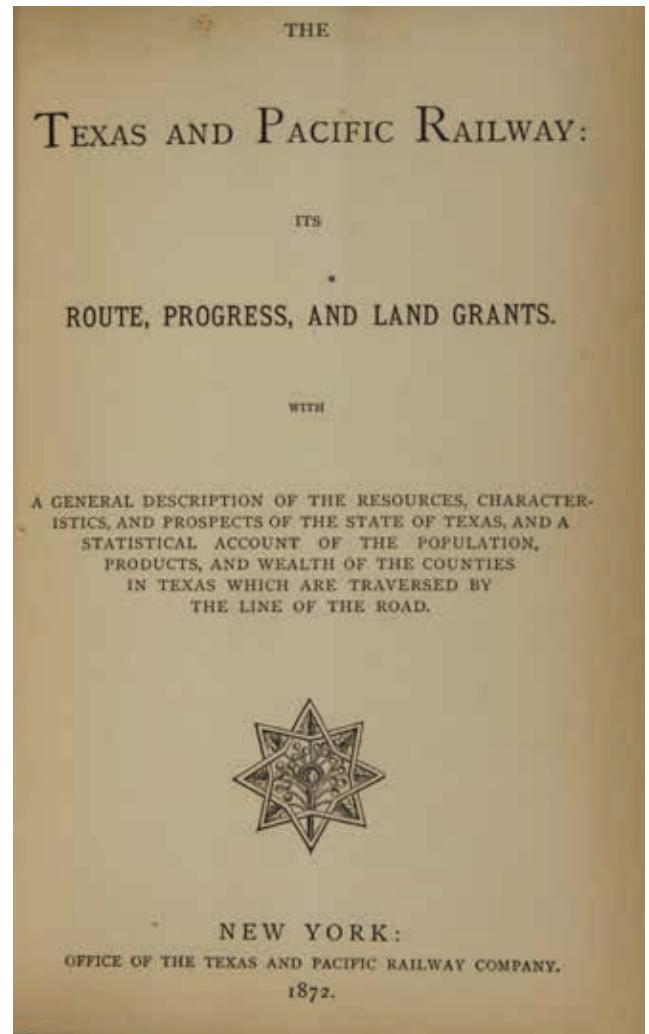 THE
TEXAS AND PACIFIC RAILWAY:
ITS
ROUTE, PROGRESS, AND LAND GRANTS.
WITH
A GENERAL DESCRIPTION OF THE RESOURCES, CHARACTER-
ISTICS, AND PROSPECTS OF THE STATE OF TEXAS, AND A
STATISTICAL ACCOUNT OF THE POPULATION,
PRODUCTS, AND WEALTH OF THE COUNTIES
IN TEXAS WHICH ARE TRAVERSED BY
THE LINE OF THE ROAD.
NEW YORK:
OFFICE OF THE TEXAS AND PACIFIC RAILWAY COMPANY.
1872.